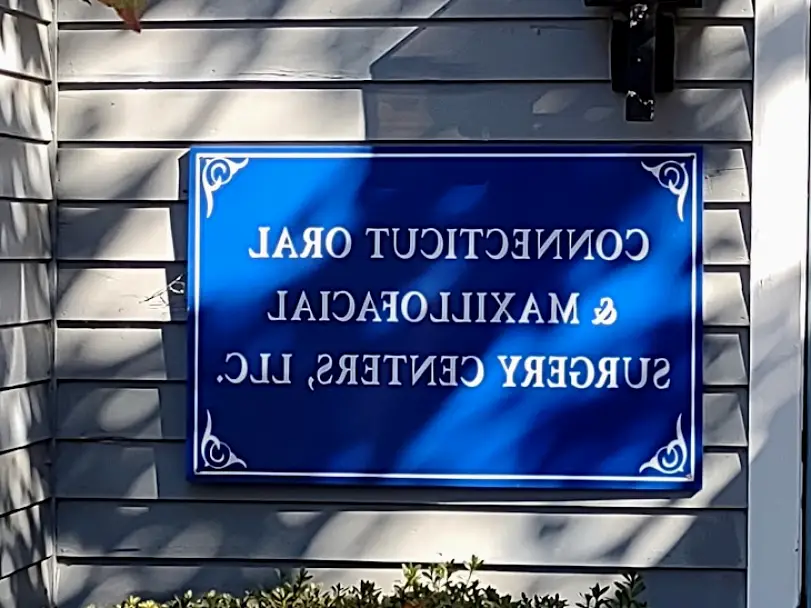 CONNECTICUT ORAL
& MAXILLOFACIAL
SURGERY CENTERS, LLC.